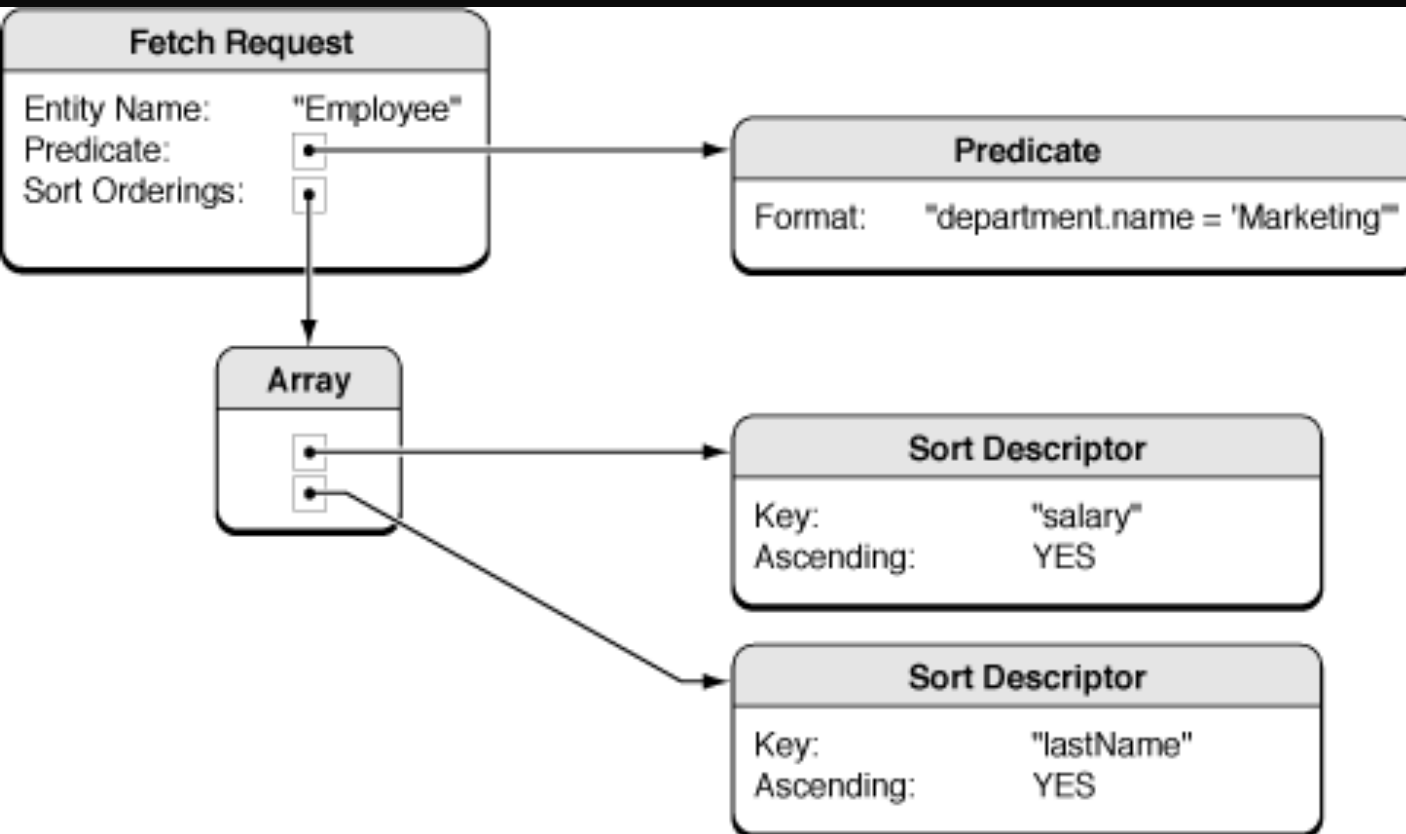 Fetch Request
Entity Name: "Employee"
Predicate:
Sort Orderings:
Predicate
Format: "department.name = 'Marketing'"
Array
Sort Descriptor
Key: "salary"
Ascending: YES
Sort Descriptor
Key: "lastName"
Ascending: YES